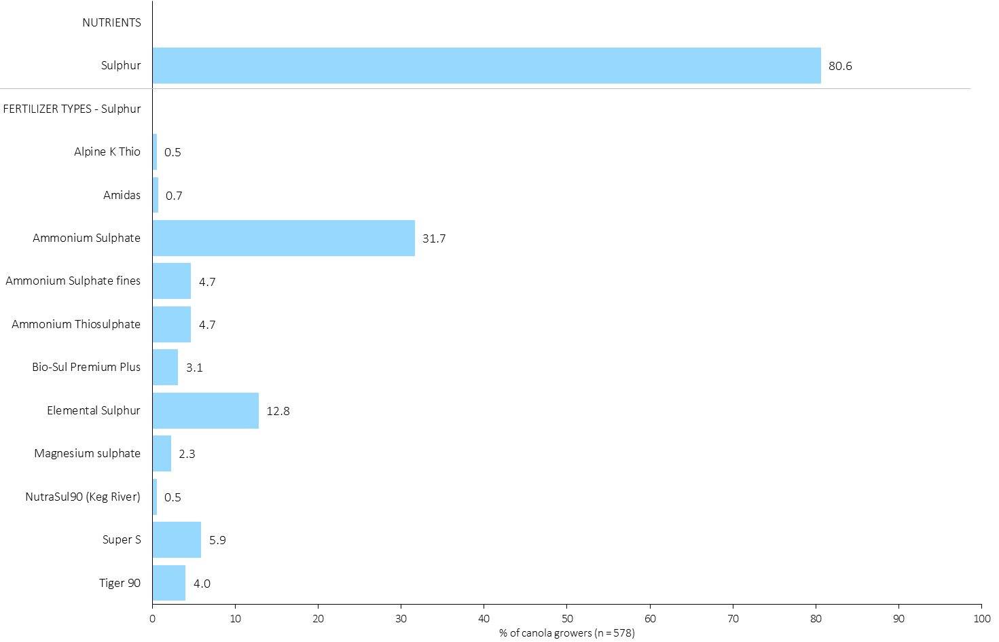 NUTRIENTS
Sulphur 80.6
FERTILIZER TYPES - Sulphur
Alpine K Thio 0.5
Amidas 0.7
Ammonium Sulphate 31.7
Ammonium Sulphate fines 4.7
Ammonium Thiosulphate 4.7
Bio-Sul Premium Plus 3.1
Elemental Sulphur 12.8
Magnesium sulphate 2.3
NutraSul90 (Keg River) 0.5
Super S 5.9
Tiger 90 4.0
0 10 20 30 40 50 60 70 80 90 100
% of canola growers (n = 578)